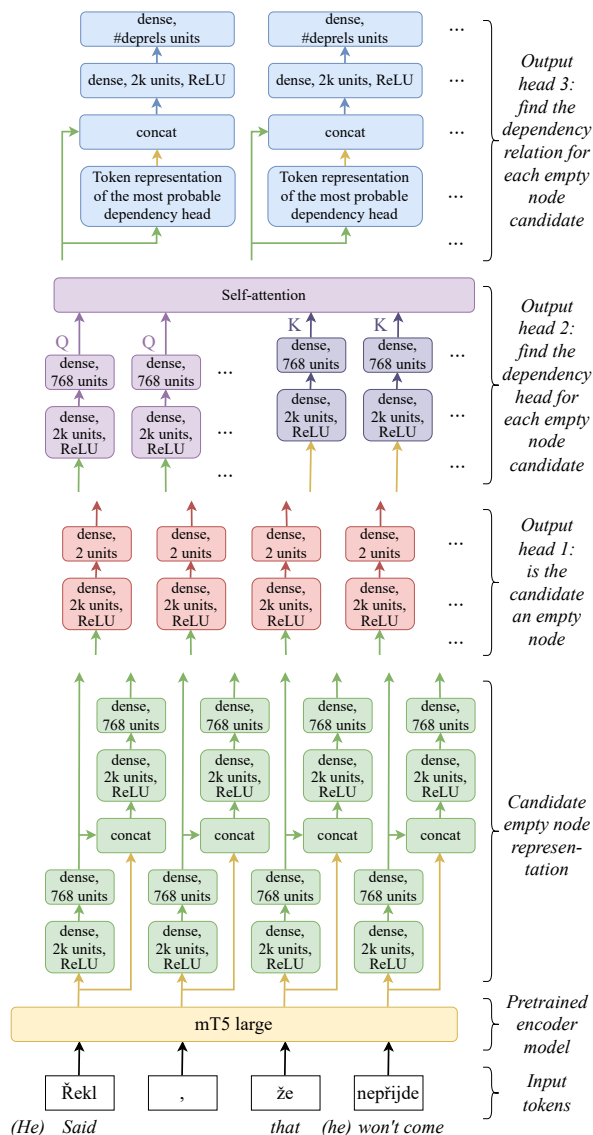 dense,
#deprels units
dense,
#deprels units
...
dense, 2k units, ReLU
dense, 2k units, ReLU
...
concat
concat
...
Token representation
of the most probable
dependency head
Token representation
of the most probable
dependency head
...
...
Output
head 3:
find the
dependency
relation for
each empty
node
candidate
Self-attention
Q
Q
K
K
dense,
768 units
dense,
768 units
...
dense,
768 units
dense,
768 units
...
dense,
2k units,
ReLU
dense,
2k units,
ReLU
...
dense,
2k units,
ReLU
dense,
2k units,
ReLU
...
...
...
Output
head 2:
find the
dependency
head for
each empty
node
candidate
dense,
2 units
dense,
2 units
dense,
2 units
dense,
2 units
...
dense,
2k units,
ReLU
dense,
2k units,
ReLU
dense,
2k units,
ReLU
dense,
2k units,
ReLU
...
...
Output
head 1:
is the
candidate
an empty
node
dense,
768 units
dense,
768 units
dense,
768 units
dense,
768 units
dense,
2k units,
ReLU
dense,
2k units,
ReLU
dense,
2k units,
ReLU
dense,
2k units,
ReLU
concat
concat
concat
concat
dense,
768 units
dense,
768 units
dense,
768 units
dense,
768 units
dense,
2k units,
ReLU
dense,
2k units,
ReLU
dense,
2k units,
ReLU
dense,
2k units,
ReLU
Candidate
empty node
represen-
tation
mT5 large
Pretrained
encoder
model
Řekl
,
že
nepřijde
Input
tokens
(He) Said
that
(he) won't come